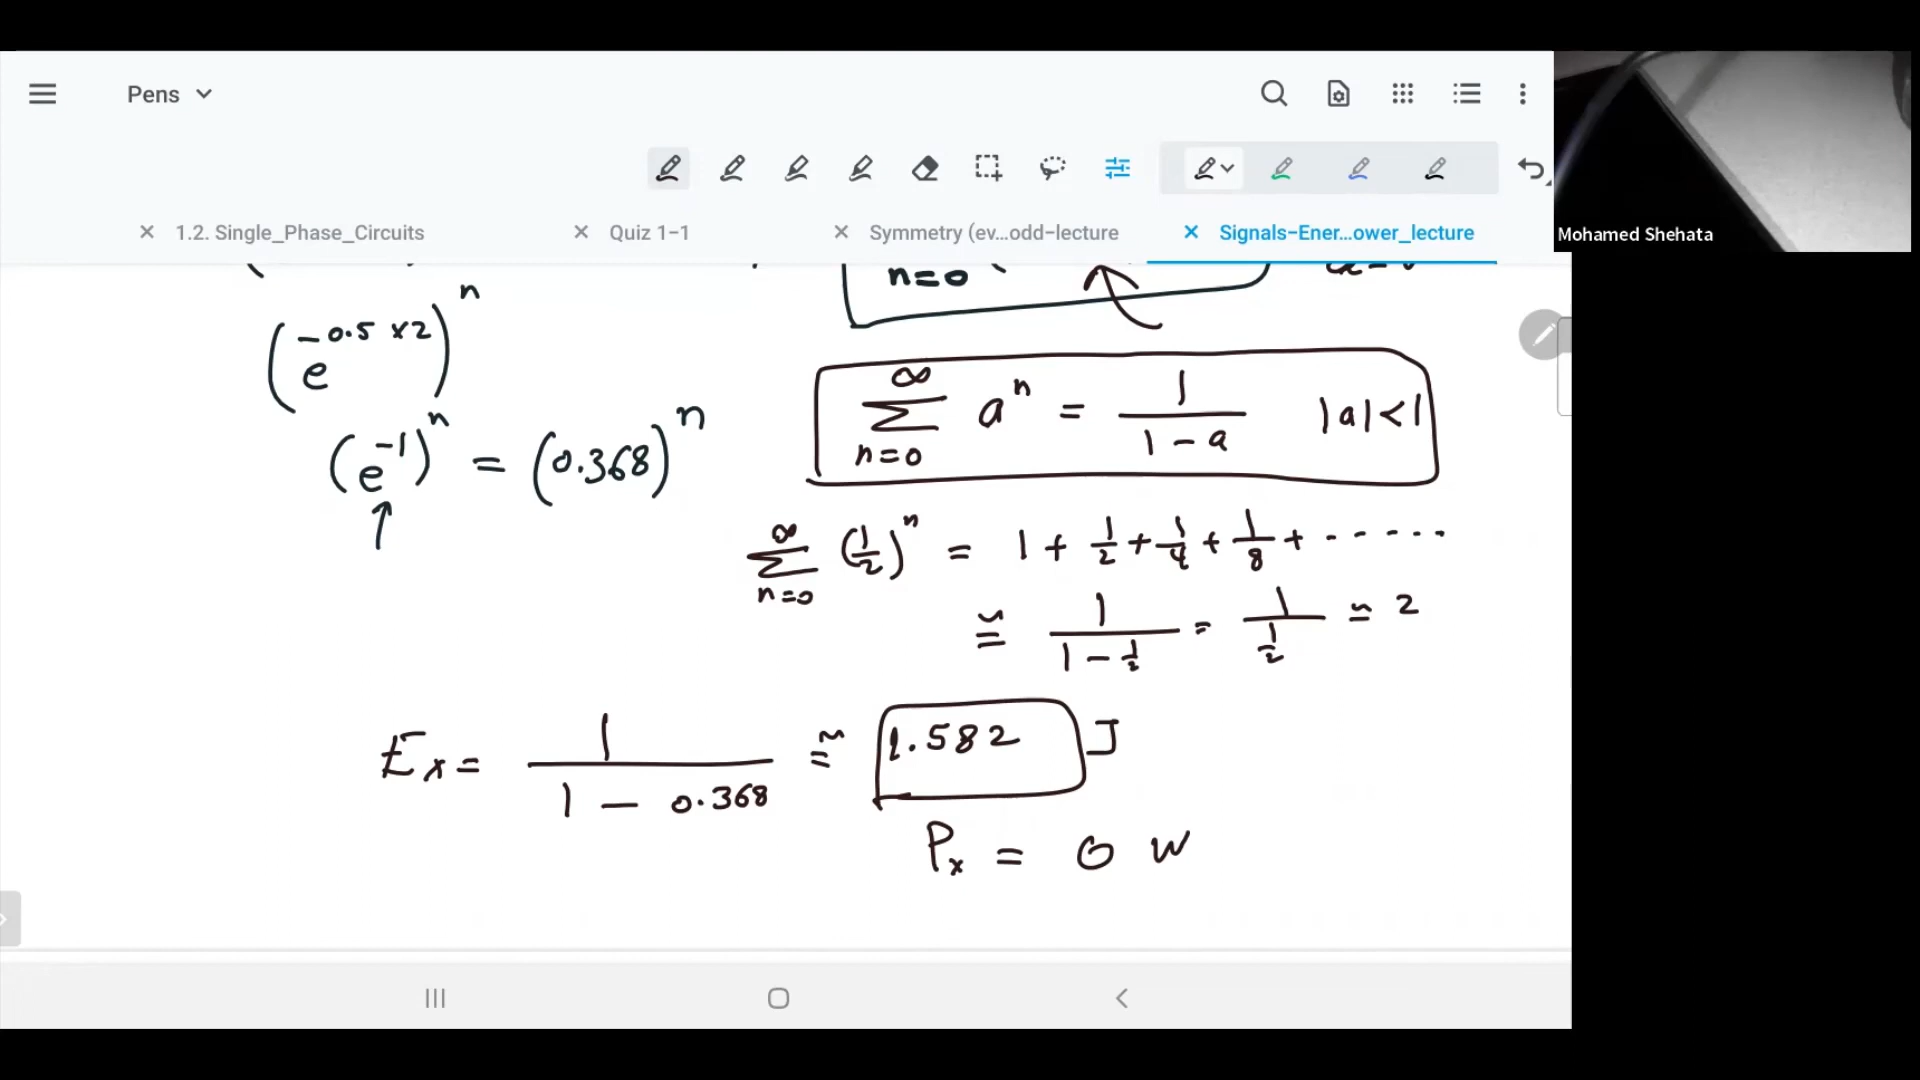 Pens
1.2. Single_Phase_Circuits
Quiz 1-1
Symmetry (ev...odd-lecture
Signals-Ener...ower_lecture
Mohamed Shehata
n=0
(e^{-0.5 x2})^n
(e^{-1})^n = (0.368)^n
↑
∞ Σ n=0 a^n = 1/(1-a) |a|<1
∞ Σ n=0 (1/2)^n = 1 + 1/2 + 1/4 + 1/8 + ------
≅ 1/(1-1/2) = 1/(1/2) ≃ 2
Ex = 1/(1 - 0.368) ≅ 1.582 J
Px = 0 W